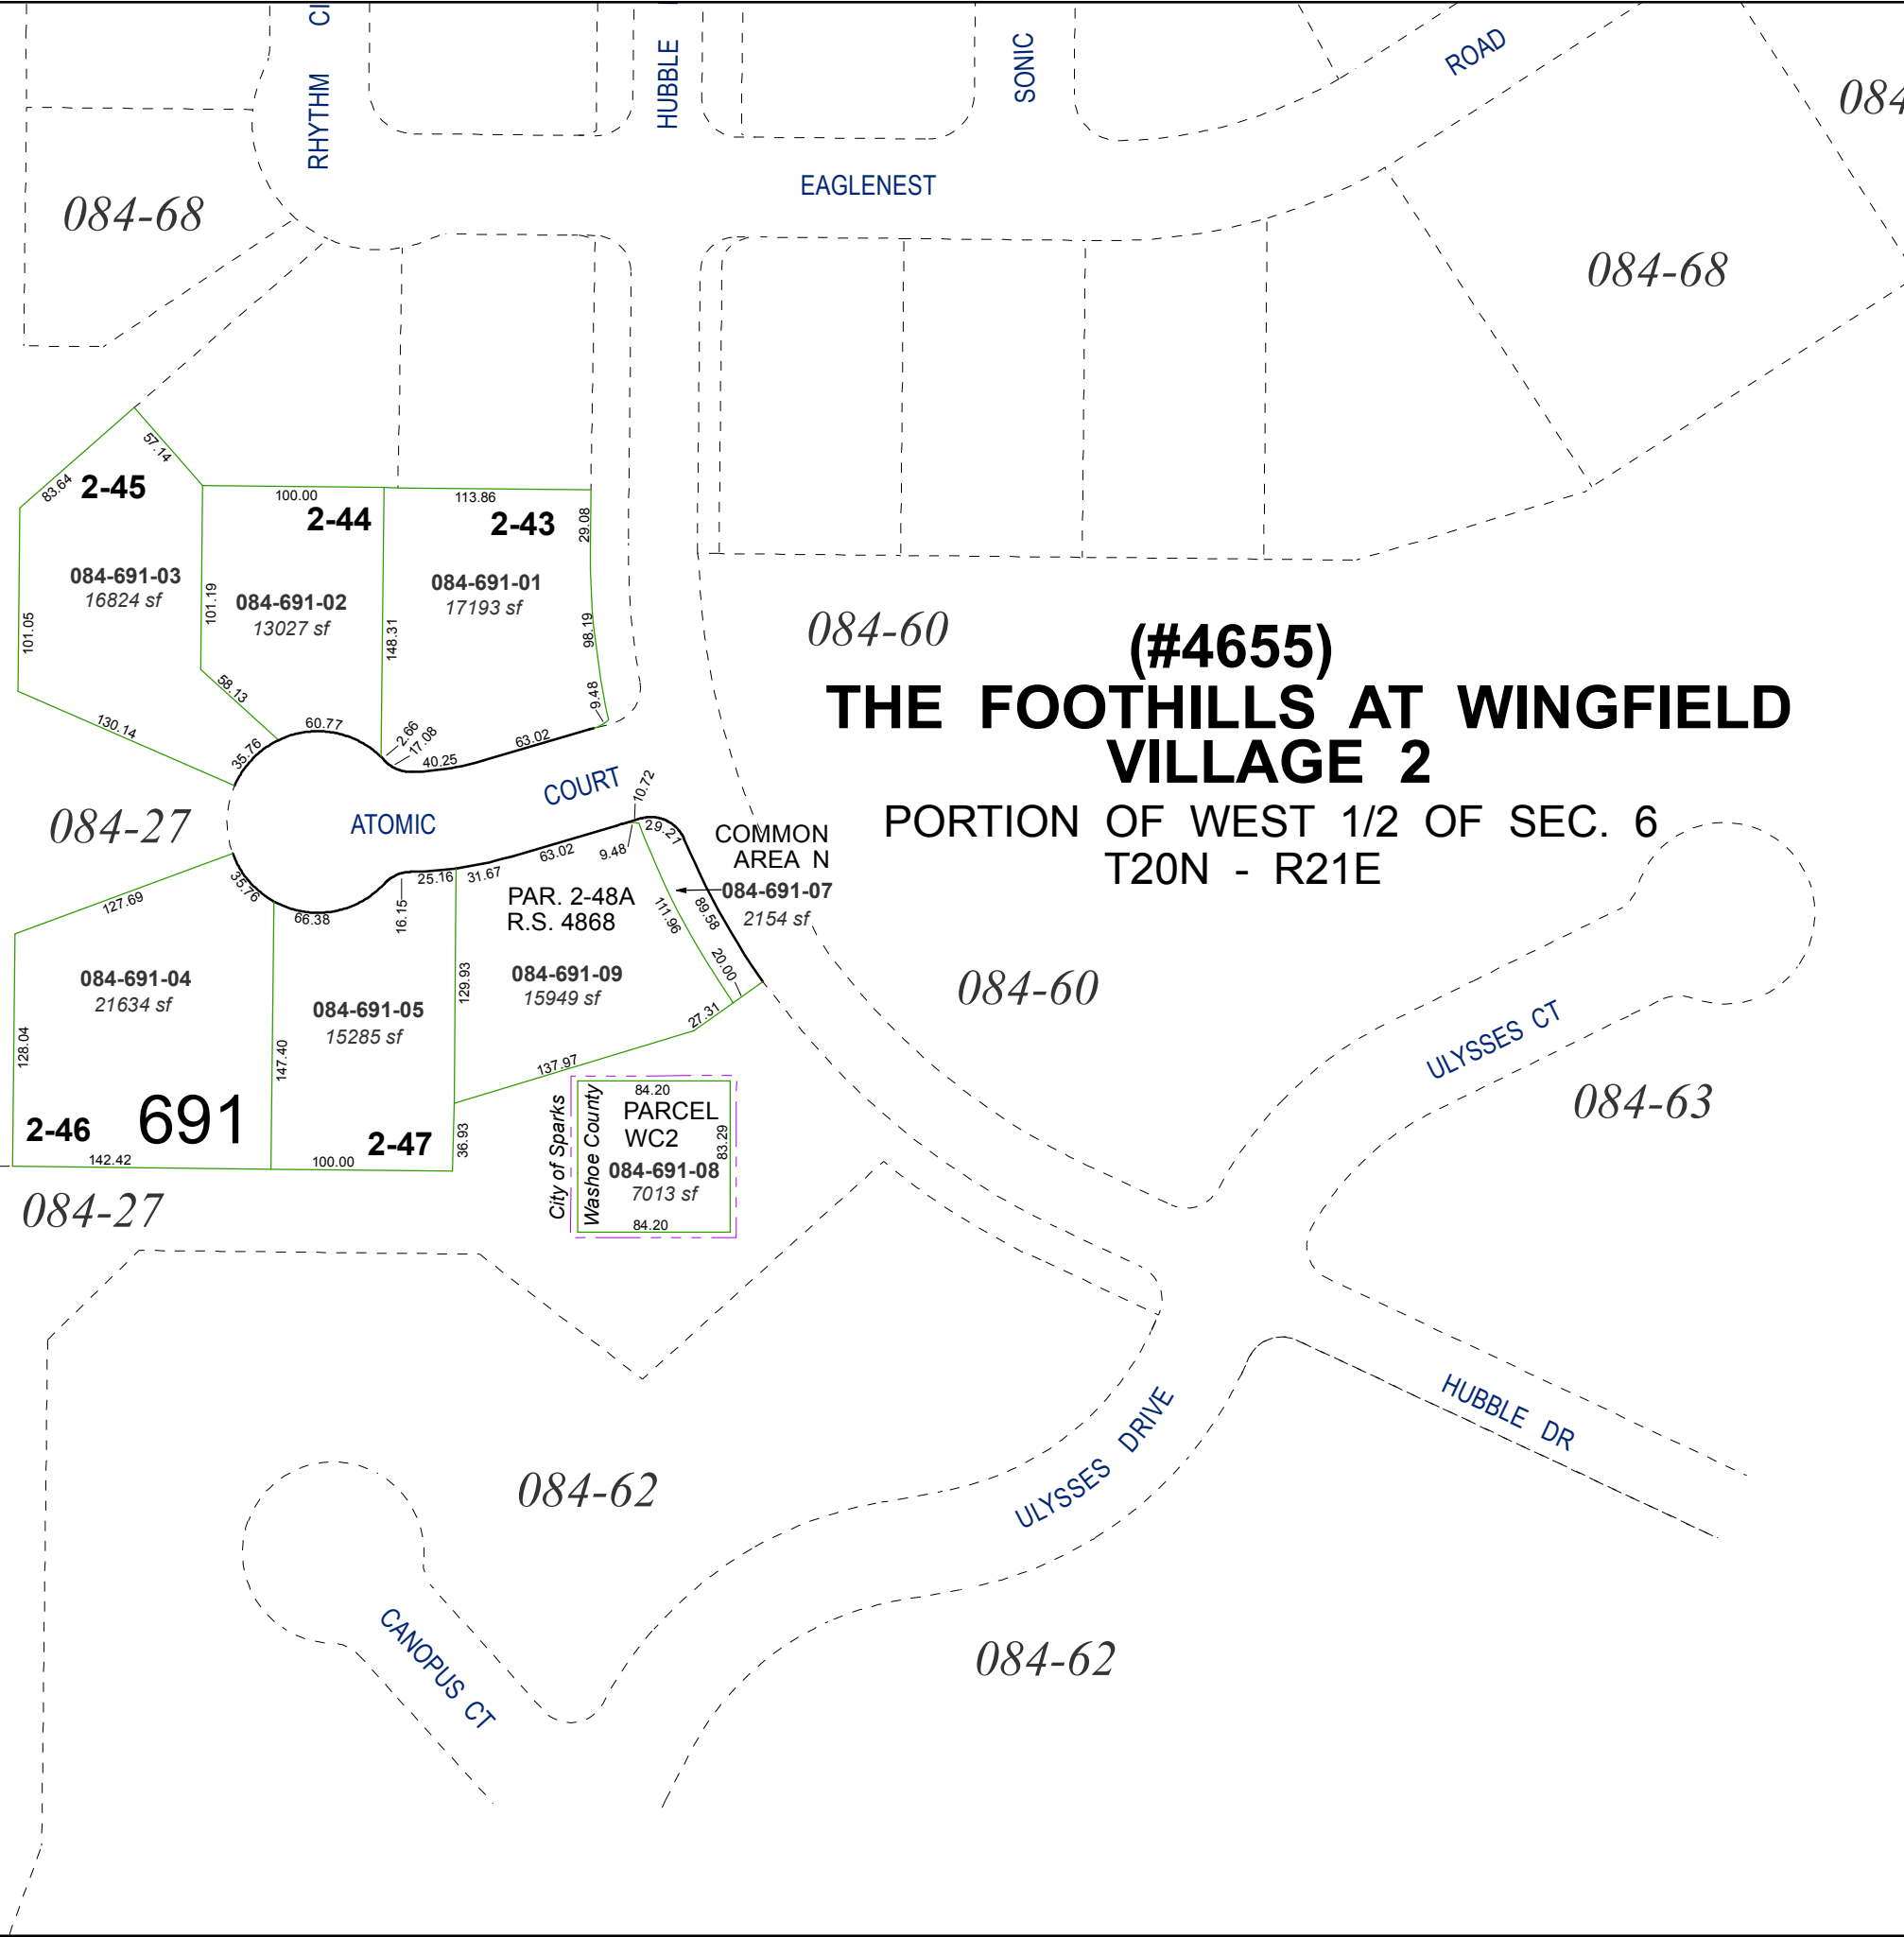 RHYTHM CI
HUBBLE
SONIC
ROAD
084
EAGLENEST
084-68
084-68
57.14
83.64
2-45
100.00
2-44
113.86
2-43
29.08
084-691-03
16824 sf
101.05
101.19
084-691-02
13027 sf
148.31
084-691-01
17193 sf
98.19
9.48
58.13
130.14
35.76
60.77
2.66
17.08
40.25
63.02
084-60
(#4655)
THE FOOTHILLS AT WINGFIELD
VILLAGE 2
PORTION OF WEST 1/2 OF SEC. 6
T20N - R21E
084-27
ATOMIC COURT
10.72
29.21
9.48
63.02
31.67
25.16
16.15
66.38
35.76
127.69
COMMON
AREA N
084-691-07
2154 sf
89.58
111.96
20.00
27.31
PAR. 2-48A
R.S. 4868
084-691-09
15949 sf
129.93
137.97
084-691-04
21634 sf
128.04
084-691-05
15285 sf
147.40
36.93
2-46
691
2-47
142.42
100.00
City of Sparks
Washoe County
84.20
PARCEL
WC2
83.29
084-691-08
7013 sf
84.20
084-27
084-60
ULYSSES CT
084-63
HUBBLE DR
ULYSSES DRIVE
084-62
CANOPUS CT
084-62